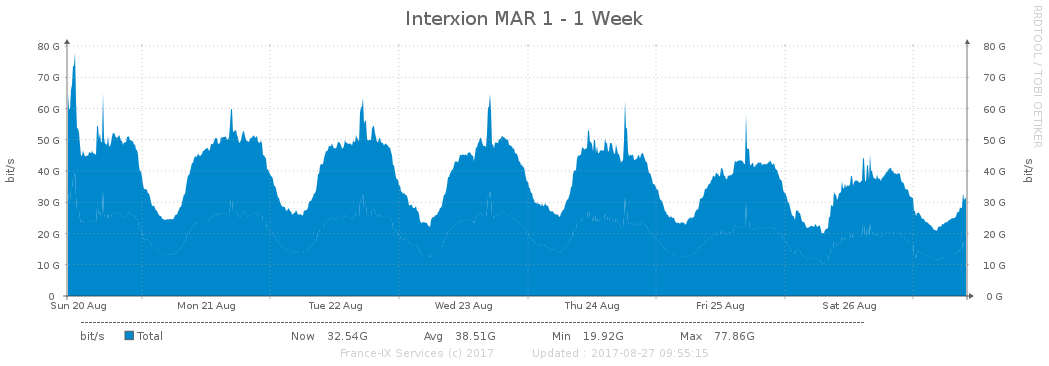 Interxion MAR 1 - 1 Week
RRDTOOL / TOBI OETIKER
bit/s
80 G 80 G
70 G 70 G
60 G 60 G
50 G 50 G
40 G 40 G
30 G 30 G
20 G 20 G
10 G 10 G
0 0 G
bit/s
Sun 20 Aug Mon 21 Aug Tue 22 Aug Wed 23 Aug Thu 24 Aug Fri 25 Aug Sat 26 Aug
bit/s Total Now 32.54G Avg 38.51G Min 19.92G Max 77.86G
France-IX Services (c) 2017 Updated : 2017-08-27 09:55:15